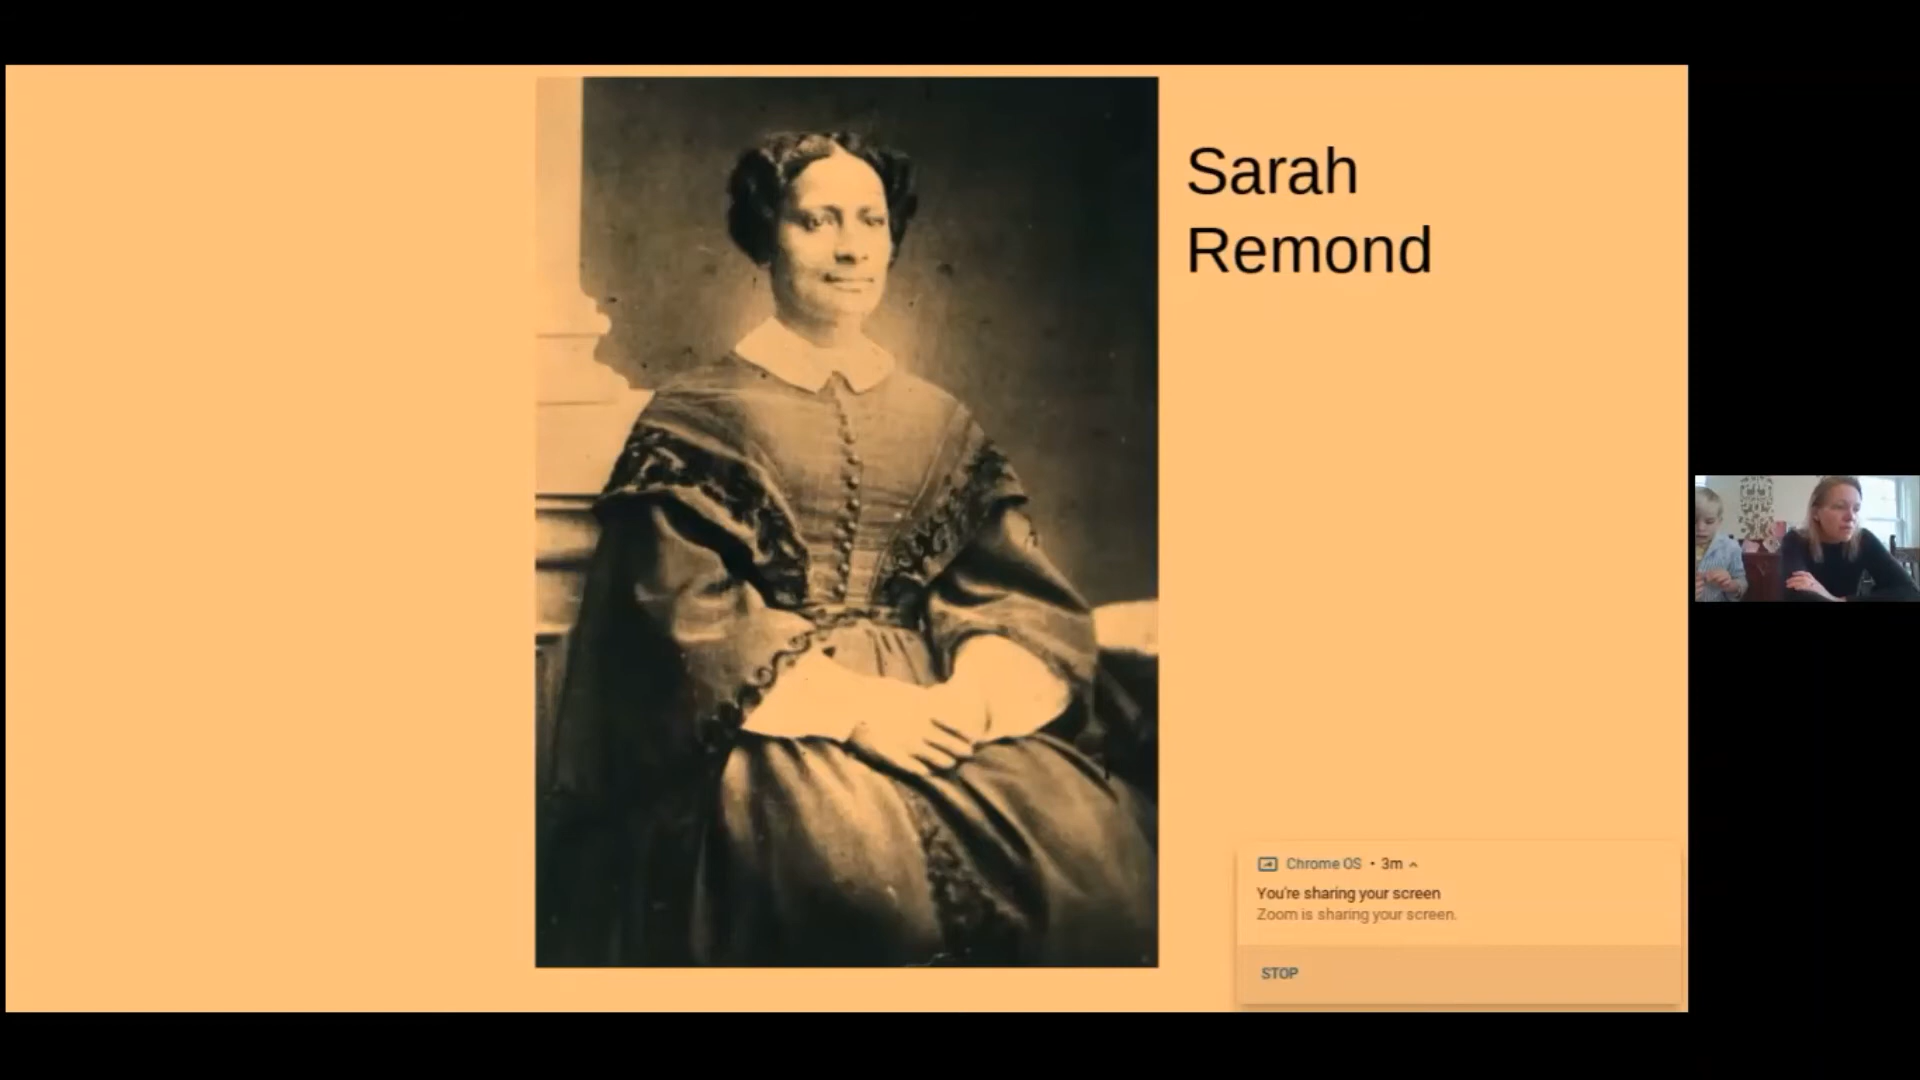 Sarah
Remond
Chrome OS • 3m
You're sharing your screen
Zoom is sharing your screen.
STOP